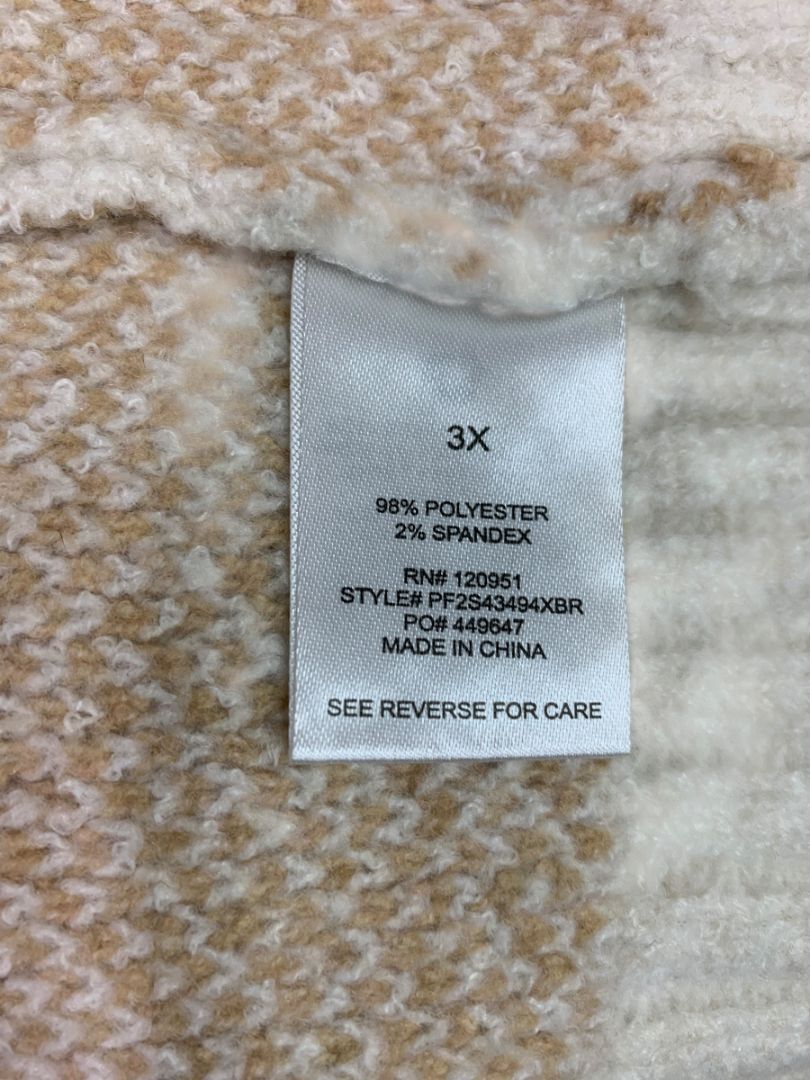 3X
98% POLYESTER
2% SPANDEX
RN# 120951
STYLE# PF2S43494XBR
PO# 449647
MADE IN CHINA
SEE REVERSE FOR CARE